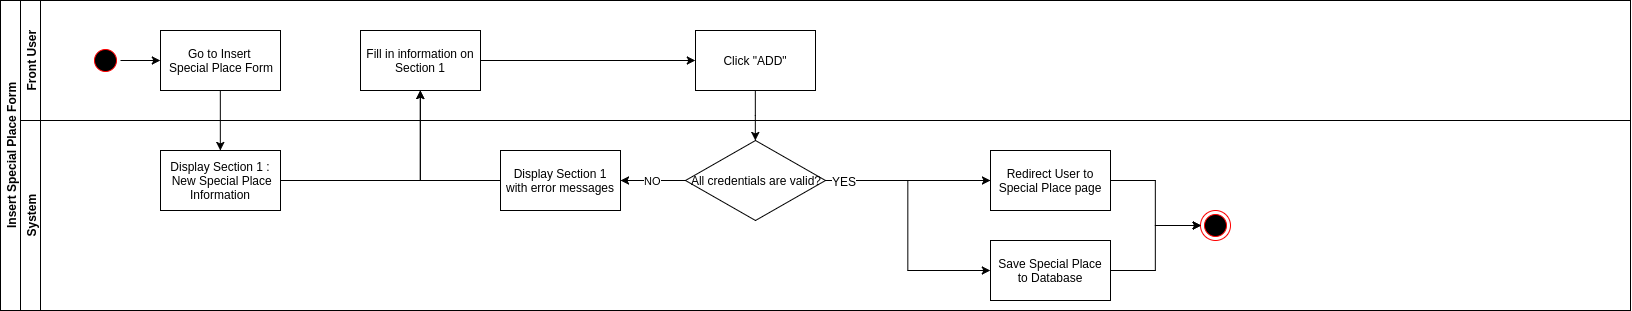 Insert Special Place Form
Front User
Go to Insert
Special Place Form
Fill in information on
Section 1
Click "ADD"
System
Display Section 1 :
New Special Place
Information
Display Section 1
with error messages
NO
All credentials are valid?
YES
Redirect User to
Special Place page
Save Special Place
to Database